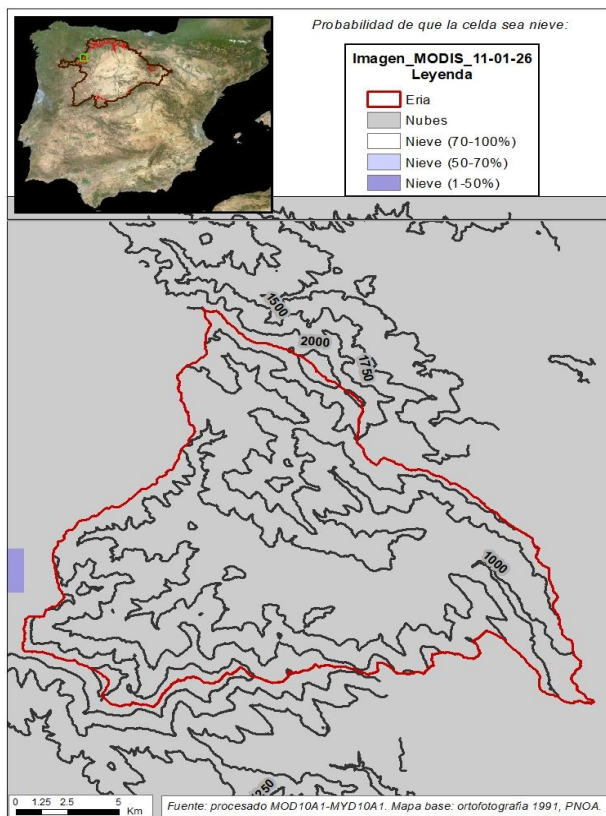 Probabilidad de que la celda sea nieve:
Imagen_MODIS_11-01-26
Leyenda
Eria
Nubes
Nieve (70-100%)
Nieve (50-70%)
Nieve (1-50%)
1500
2000
1750
1000
1250
0 1.25 2.5 5
Km
Fuente: procesado MOD10A1-MYD10A1. Mapa base: ortofotografia 1991, PNOA.